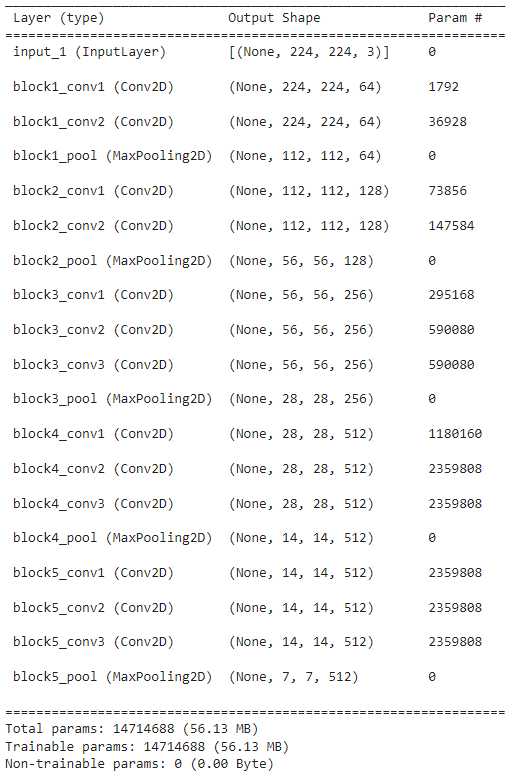 Layer (type) Output Shape Param #
input_1 (InputLayer) [(None, 224, 224, 3)] 0
block1_conv1 (Conv2D) (None, 224, 224, 64) 1792
block1_conv2 (Conv2D) (None, 224, 224, 64) 36928
block1_pool (MaxPooling2D) (None, 112, 112, 64) 0
block2_conv1 (Conv2D) (None, 112, 112, 128) 73856
block2_conv2 (Conv2D) (None, 112, 112, 128) 147584
block2_pool (MaxPooling2D) (None, 56, 56, 128) 0
block3_conv1 (Conv2D) (None, 56, 56, 256) 295168
block3_conv2 (Conv2D) (None, 56, 56, 256) 590080
block3_conv3 (Conv2D) (None, 56, 56, 256) 590080
block3_pool (MaxPooling2D) (None, 28, 28, 256) 0
block4_conv1 (Conv2D) (None, 28, 28, 512) 1180160
block4_conv2 (Conv2D) (None, 28, 28, 512) 2359808
block4_conv3 (Conv2D) (None, 28, 28, 512) 2359808
block4_pool (MaxPooling2D) (None, 14, 14, 512) 0
block5_conv1 (Conv2D) (None, 14, 14, 512) 2359808
block5_conv2 (Conv2D) (None, 14, 14, 512) 2359808
block5_conv3 (Conv2D) (None, 14, 14, 512) 2359808
block5_pool (MaxPooling2D) (None, 7, 7, 512) 0
Total params: 14714688 (56.13 MB)
Trainable params: 14714688 (56.13 MB)
Non-trainable params: 0 (0.00 Byte)